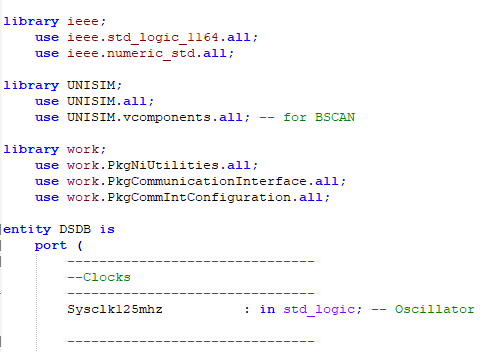 library ieee;
use ieee.std_logic_1164.all;
use ieee.numeric_std.all;
library UNISIM;
use UNISIM.all;
use UNISIM.vcomponents.all; -- for BSCAN
library work;
use work.PkgNiUtilities.all;
use work.PkgCommunicationInterface.all;
use work.PkgCommIntConfiguration.all;
entity DSDB is
port (
-------------------------------
--Clocks
-------------------------------
Sysclk125mhz : in std_logic; -- Oscillator
-------------------------------